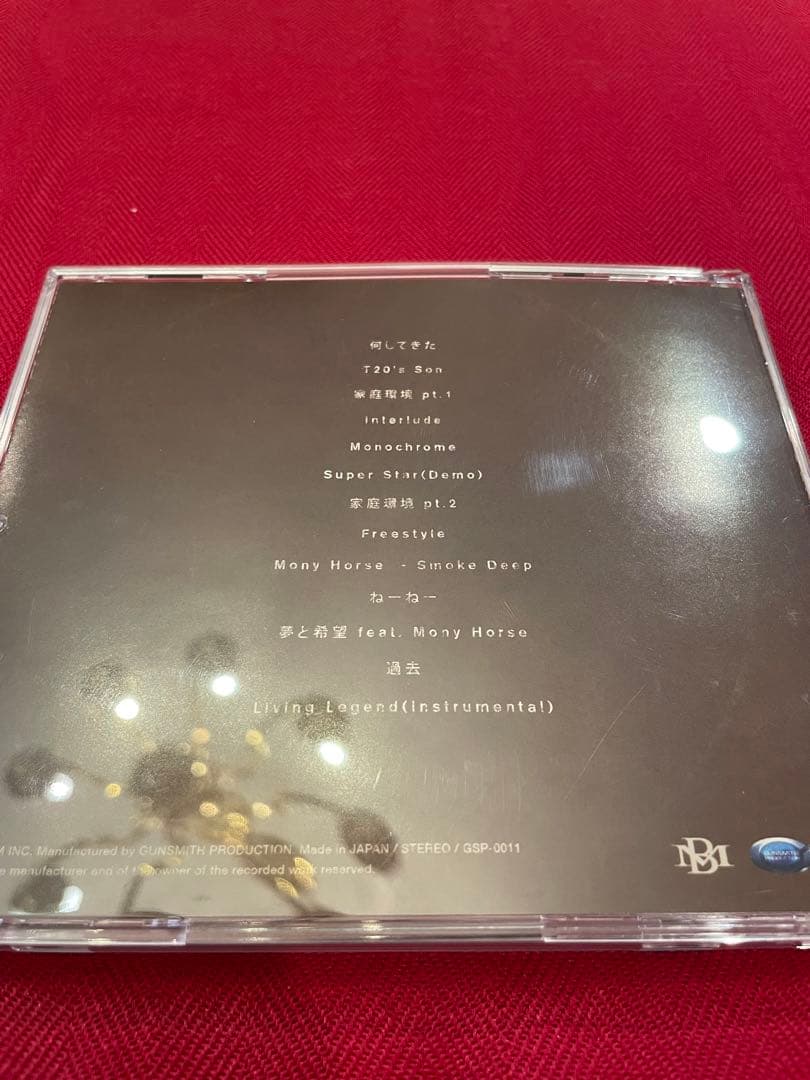 何してきた
T20's Son
家庭環境 pt.1
interlude
Monochrome
Super Star(Demo)
家庭環境 pt.2
Freestyle
Mony Horse - Smoke Deep
ねーねー
夢と希望 feat. Mony Horse
過去
Living Legend(instrumental)
M INC. Manufactured by GUNSMITH PRODUCTION. Made in JAPAN / STEREO / GSP-0011
e manufacturer and of the owner of the recorded work reserved.
GUNSMITH
PRODUCTION